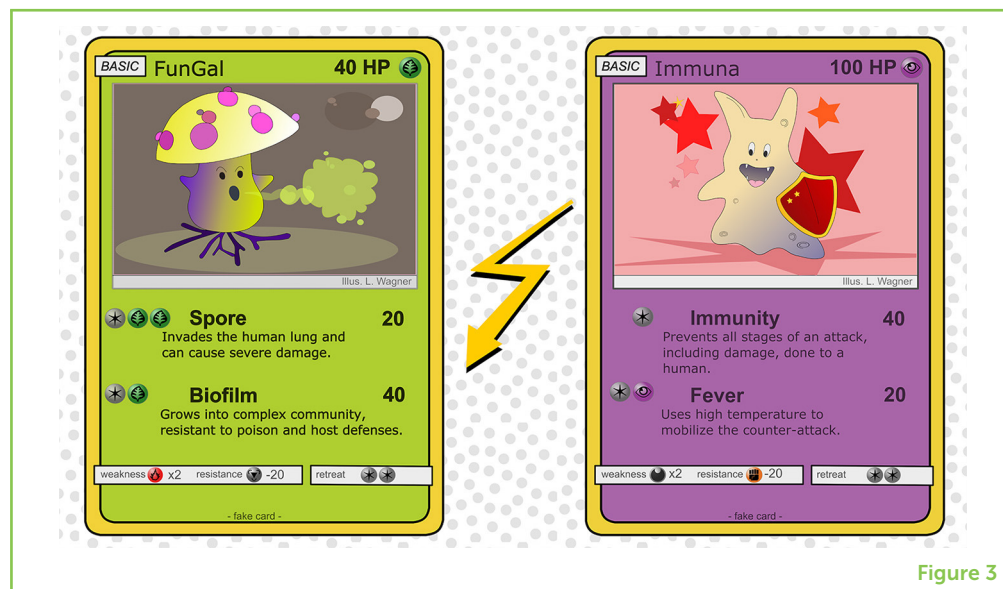 BASIC FunGal 40 HP
Illus. L. Wagner
Spore 20
Invades the human lung and
can cause severe damage.
Biofilm 40
Grows into complex community,
resistant to poison and host defenses.
weakness x2 resistance -20 retreat
- fake card -
BASIC Immuna 100 HP
Illus. L. Wagner
Immunity 40
Prevents all stages of an attack,
including damage, done to a
human.
Fever 20
Uses high temperature to
mobilize the counter-attack.
weakness x2 resistance -20 retreat
- fake card -
Figure 3